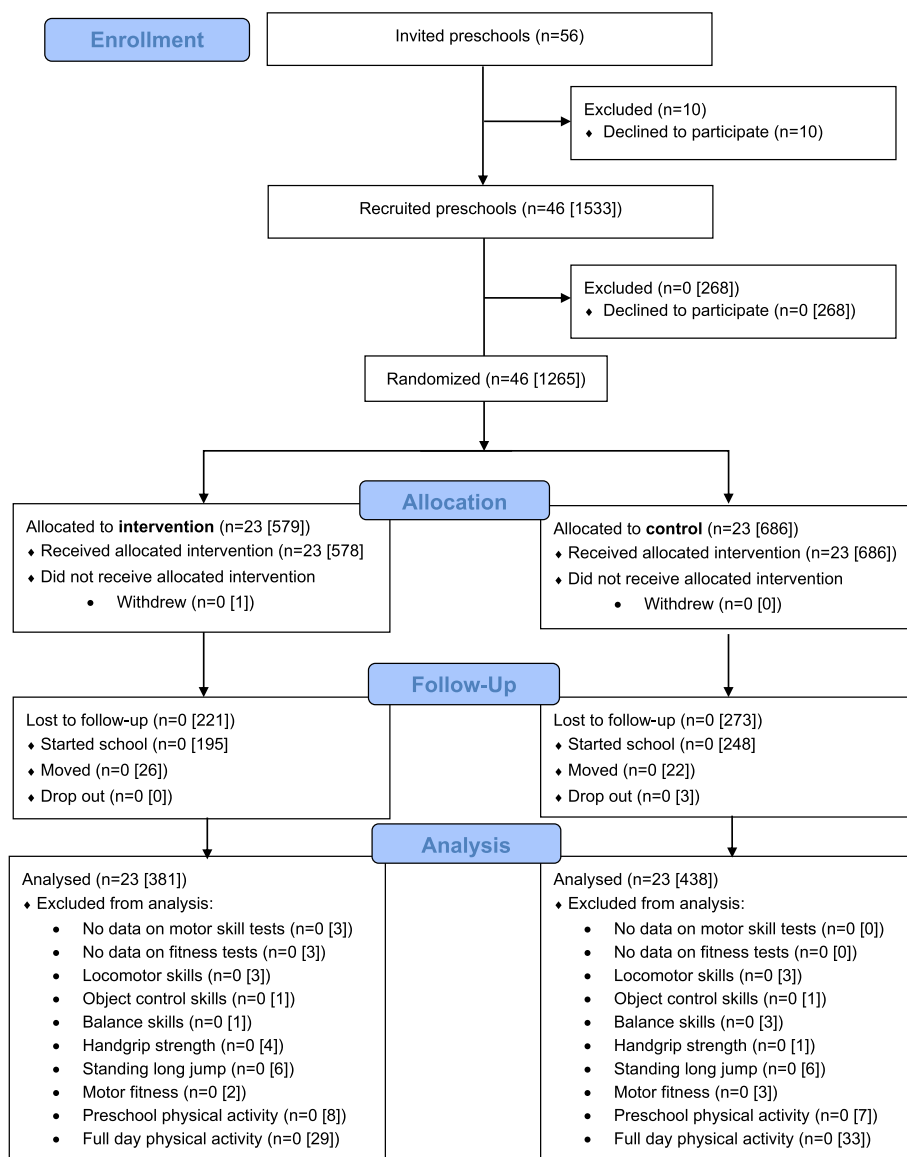 Enrollment
Invited preschools (n=56)
Excluded (n=10)
♦ Declined to participate (n=10)
Recruited preschools (n=46 [1533])
Excluded (n=0 [268])
♦ Declined to participate (n=0 [268])
Randomized (n=46 [1265])
Allocation
Allocated to intervention (n=23 [579])
♦ Received allocated intervention (n=23 [578]
♦ Did not receive allocated intervention
• Withdrew (n=0 [1])
Allocated to control (n=23 [686])
♦ Received allocated intervention (n=23 [686])
♦ Did not receive allocated intervention
• Withdrew (n=0 [0])
Follow-Up
Lost to follow-up (n=0 [221])
♦ Started school (n=0 [195]
♦ Moved (n=0 [26])
♦ Drop out (n=0 [0])
Lost to follow-up (n=0 [273])
♦ Started school (n=0 [248]
♦ Moved (n=0 [22])
♦ Drop out (n=0 [3])
Analysis
Analysed (n=23 [381])
♦ Excluded from analysis:
• No data on motor skill tests (n=0 [3])
• No data on fitness tests (n=0 [3])
• Locomotor skills (n=0 [3])
• Object control skills (n=0 [1])
• Balance skills (n=0 [1])
• Handgrip strength (n=0 [4])
• Standing long jump (n=0 [6])
• Motor fitness (n=0 [2])
• Preschool physical activity (n=0 [8])
• Full day physical activity (n=0 [29])
Analysed (n=23 [438])
♦ Excluded from analysis:
• No data on motor skill tests (n=0 [0])
• No data on fitness tests (n=0 [0])
• Locomotor skills (n=0 [3])
• Object control skills (n=0 [1])
• Balance skills (n=0 [3])
• Handgrip strength (n=0 [1])
• Standing long jump (n=0 [6])
• Motor fitness (n=0 [3])
• Preschool physical activity (n=0 [7])
• Full day physical activity (n=0 [33])